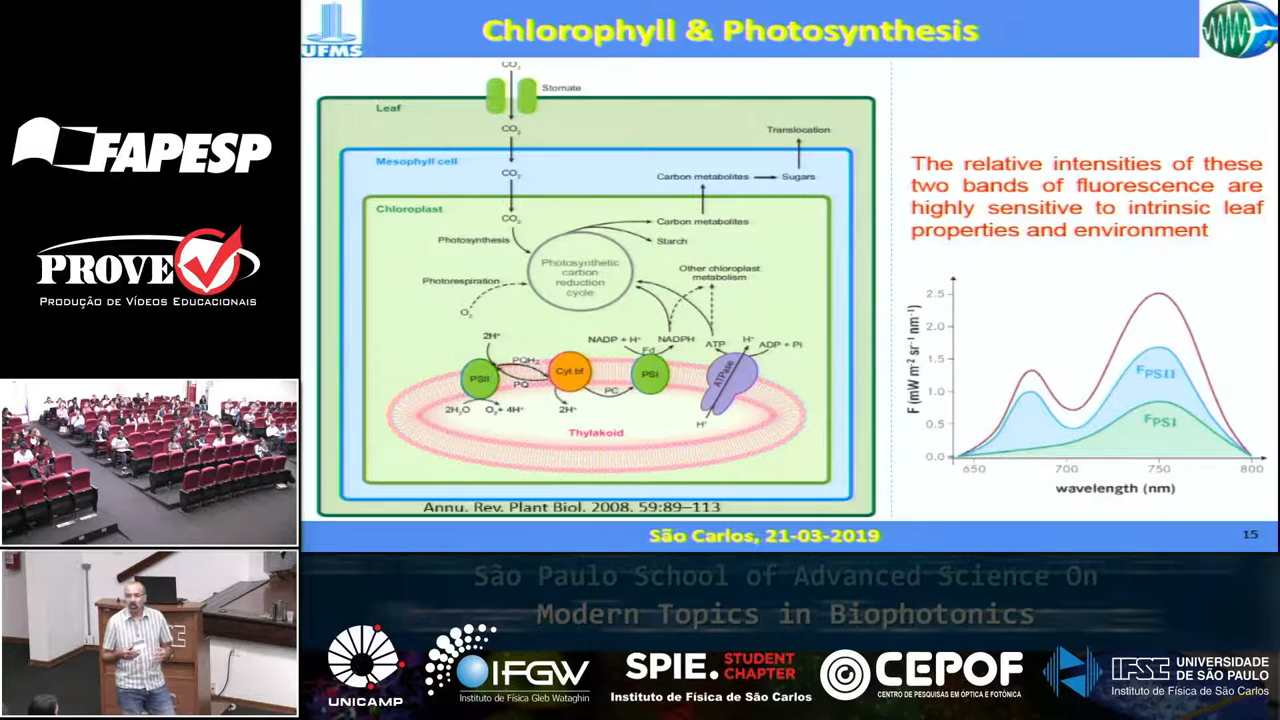 UFMS
Chlorophyll & Photosynthesis
CO2
Stomate
Leaf
CO2
Translocation
Mesophyll cell
CO2
Carbon metabolites
Sugars
Chloroplast
CO2
Carbon metabolites
Photosynthesis
Starch
Photosynthetic
carbon
reduction
cycle
Other chloroplast
metabolism
Photorespiration
O2
2H+
NADP + H+
NADPH
ATP
H+
ADP + Pi
PQH2
Fd
PSII
Cyt bf
PSI
ATPase
PQ
PC
2H2O
O2+ 4H+
2H+
H+
Thylakoid
Annu. Rev. Plant Biol. 2008. 59:89–113
The relative intensities of these
two bands of fluorescence are
highly sensitive to intrinsic leaf
properties and environment
F (mW m-2 sr-1 nm-1)
2.5
2.0
1.5
1.0
0.5
0.0
FPSII
FPSI
650 700 750 800
wavelength (nm)
São Carlos, 21-03-2019
15
FAPESP
PROVE
PRODUÇÃO DE VÍDEOS EDUCACIONAIS
São Paulo School of Advanced Science On
Modern Topics in Biophotonics
UNICAMP
IFGW
Instituto de Física Gleb Wataghin
SPIE. STUDENT
CHAPTER
Instituto de Física de São Carlos
CEPOF
CENTRO DE PESQUISAS EM ÓPTICA E FOTÔNICA
IFSC UNIVERSIDADE
DE SÃO PAULO
Instituto de Física de São Carlos